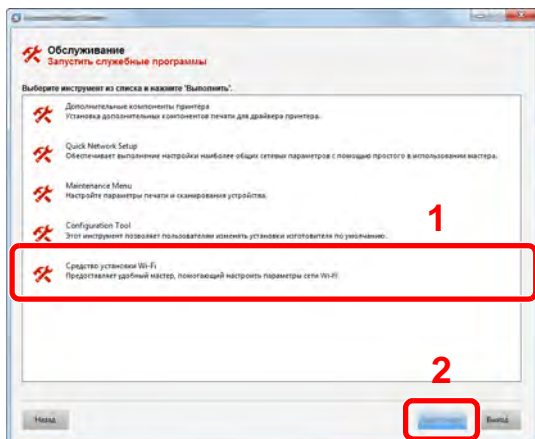 Обслуживание
Запустить служебные программы
Выберите инструмент из списка и нажмите 'Выполнить'.
Дополнительные компоненты принтера
Установка дополнительных компонентов печати для драйвера принтера.
Quick Network Setup
Обеспечивает выполнение настройки наиболее общих сетевых параметров с помощью простого в использовании мастера.
Maintenance Menu
Настройте параметры печати и сканирования устройства.
1
Configuration Tool
Этот инструмент позволяет пользователям изменять установки изготовителя по умолчанию.
Средство установки Wi-Fi
Предоставляет удобный мастер, помогающий настроить параметры сети Wi-Fi
2
Назад
Выход